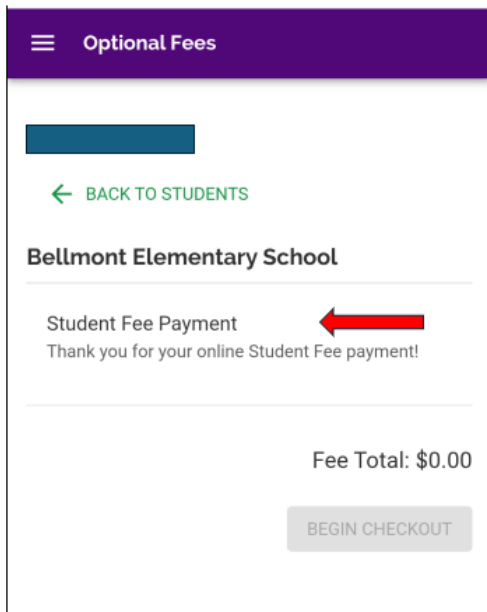 Optional Fees
BACK TO STUDENTS
Bellmont Elementary School
Student Fee Payment
Thank you for your online Student Fee payment!
Fee Total: $0.00
BEGIN CHECKOUT